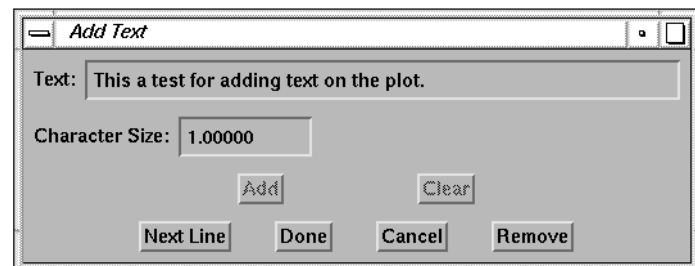 Add Text
Text: This a test for adding text on the plot.
Character Size: 1.00000
Add Clear
Next Line Done Cancel Remove